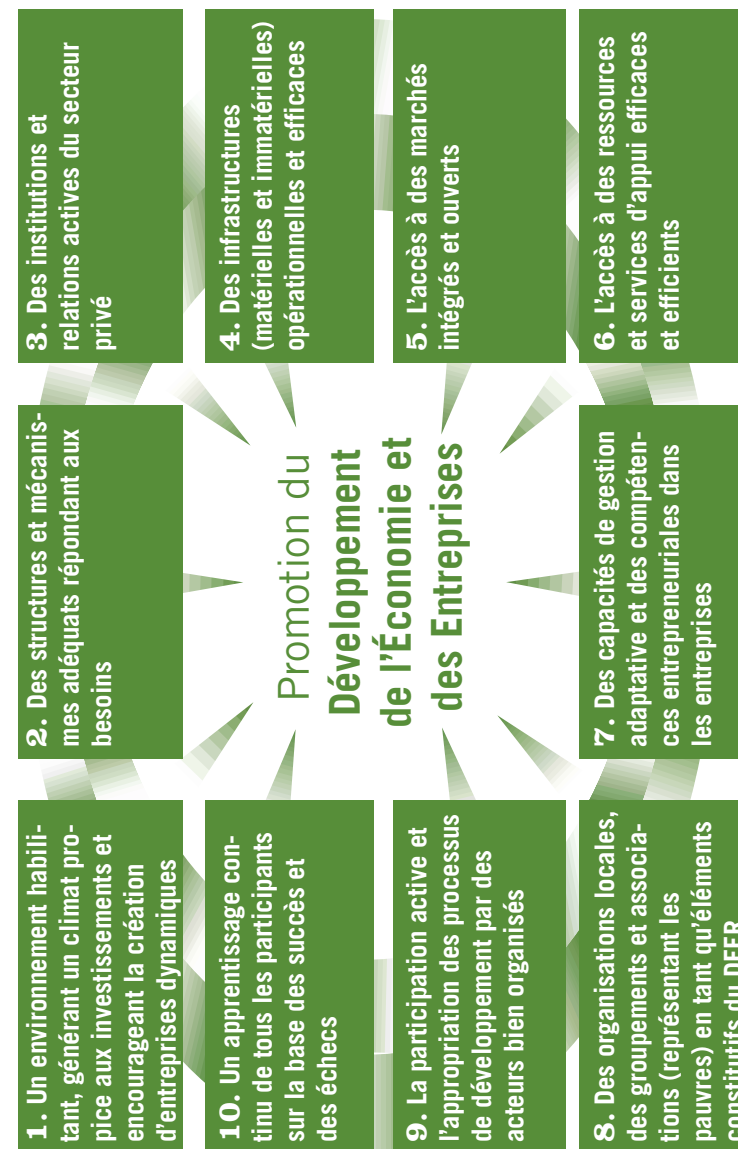 Promotion du
Développement
de l'Économie et
des Entreprises
1. Un environnement habili-
tant, générant un climat pro-
pice aux investissements et
encourageant la création
d'entreprises dynamiques
2. Des structures et mécanis-
mes adéquats répondant aux
besoins
3. Des institutions et
relations actives du secteur
privé
4. Des infrastructures
(matérielles et immatérielles)
opérationnelles et efficaces
5. L'accès à des marchés
intégrés et ouverts
6. L'accès à des ressources
et services d'appui efficaces
et efficients
7. Des capacités de gestion
adaptative et des compéten-
ces entrepreneuriales dans
les entreprises
8. Des organisations locales,
des groupements et associa-
tions (représentant les
pauvres) en tant qu'éléments
constitutifs du DEER
9. La participation active et
l'appropriation des processus
de développement par des
acteurs bien organisés
10. Un apprentissage con-
tinu de tous les participants
sur la base des succès et
des échecs